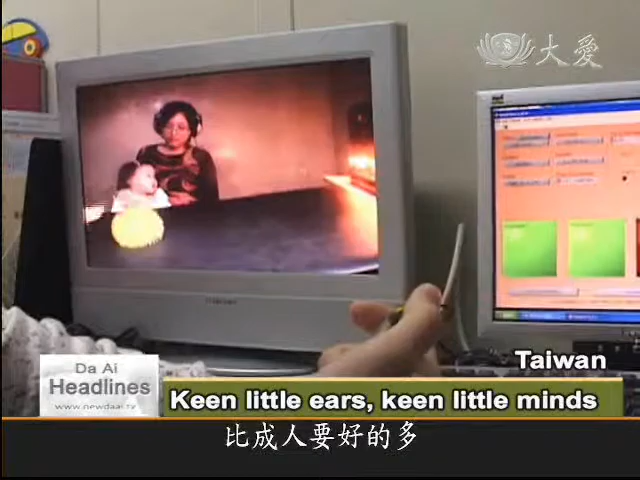 大愛
Taiwan
Da Ai
Headlines
www.newdaai.tv
Keen little ears, keen little minds
比成人要好的多